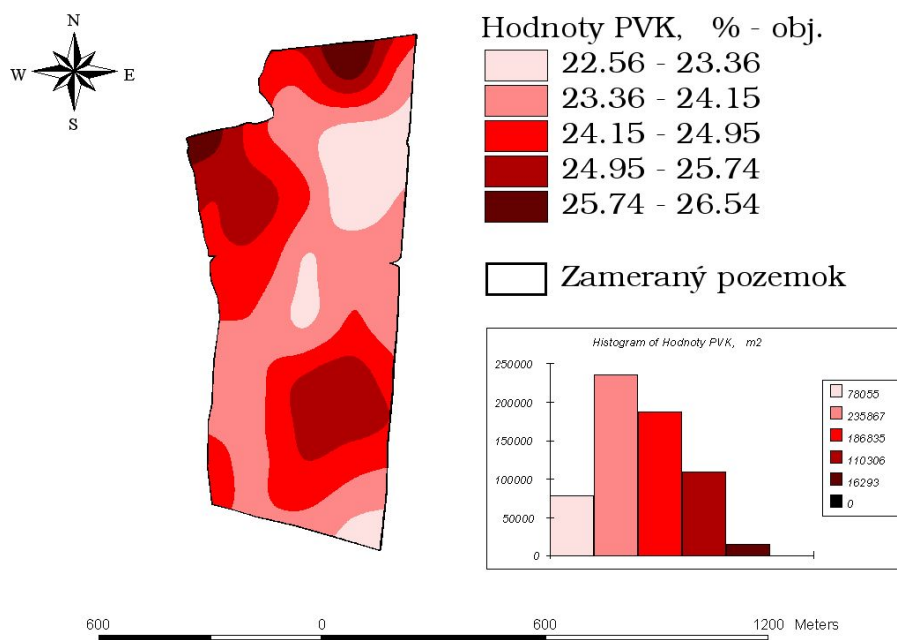 N
W E
S
Hodnoty PVK, % - obj.
22.56 - 23.36
23.36 - 24.15
24.15 - 24.95
24.95 - 25.74
25.74 - 26.54
Zameraný pozemok
Histogram of Hodnoty PVK, m2
250000
200000
150000
100000
50000
0
78055
235867
186835
110306
16293
0
600 0 600 1200 Meters